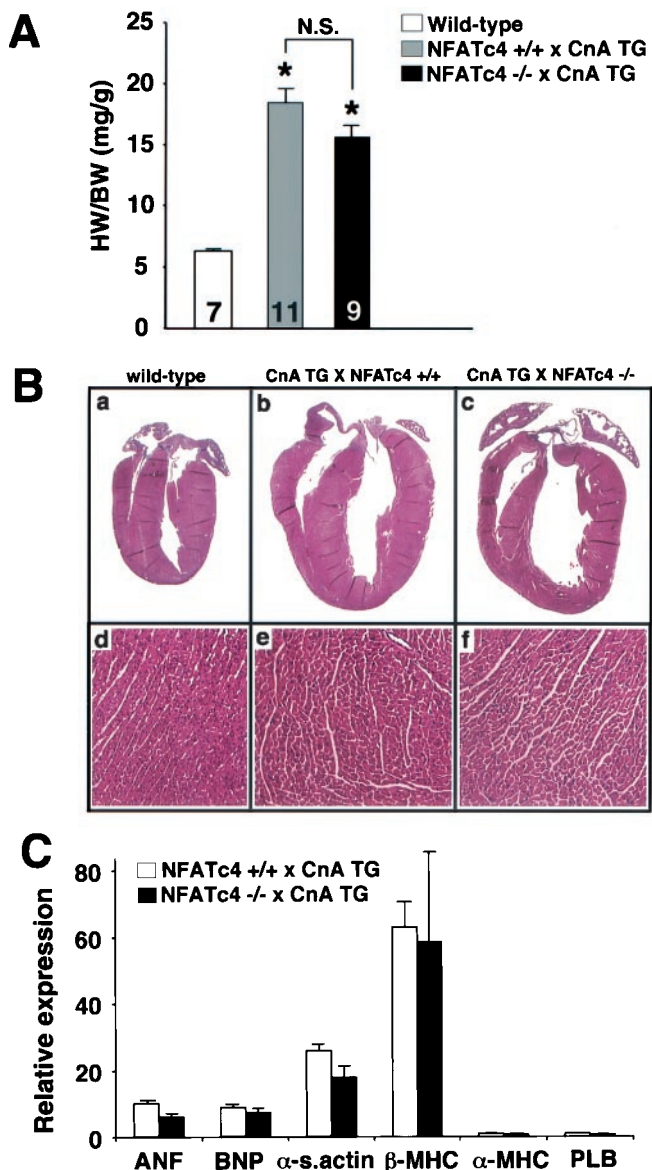 A
N.S.
Wild-type
NFATc4 +/+ x CnA TG
NFATc4 -/- x CnA TG
HW/BW (mg/g)
25
20
15
10
5
0
*
*
7
11
9
B
wild-type
CnA TG X NFATc4 +/+
CnA TG X NFATc4 -/-
a
b
c
d
e
f
C
NFATc4 +/+ x CnA TG
NFATc4 -/- x CnA TG
Relative expression
80
60
40
20
0
ANF BNP α-s.actin β-MHC α-MHC PLB